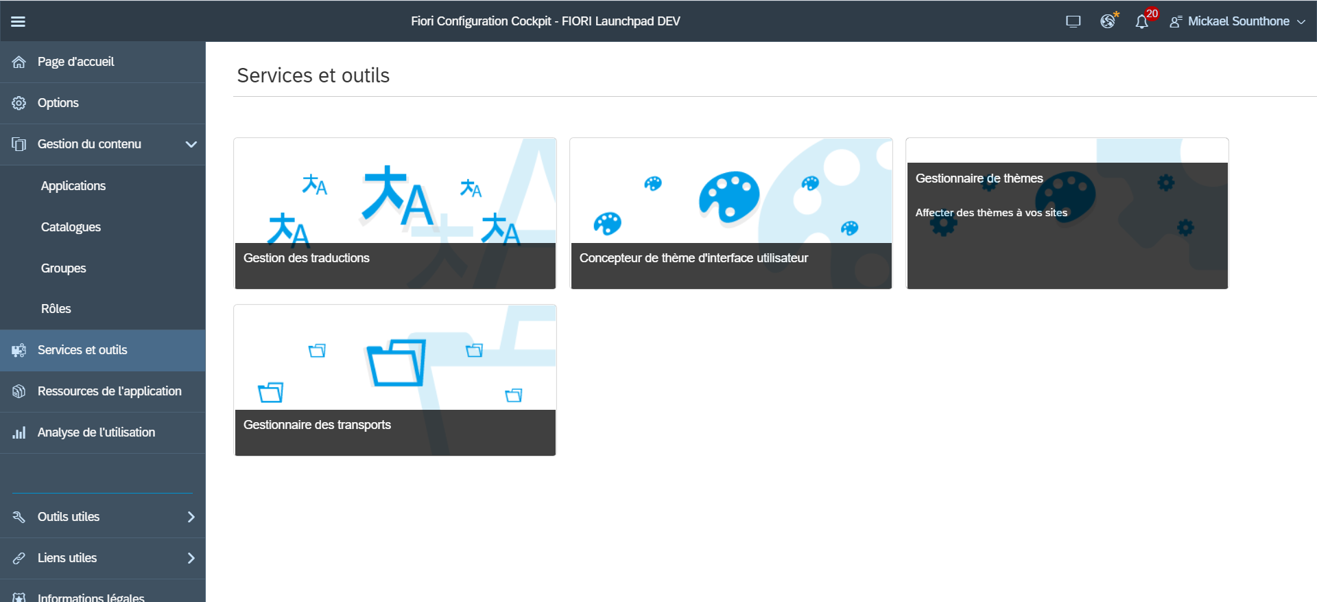 Fiori Configuration Cockpit - FIORI Launchpad DEV
20
Mickael Sounthone
Page d'accueil
Options
Gestion du contenu
Applications
Catalogues
Groupes
Rôles
Services et outils
Ressources de l'application
Analyse de l'utilisation
Outils utiles
Liens utiles
Informations légales
Services et outils
Gestion des traductions
Concepteur de thème d'interface utilisateur
Gestionnaire de thèmes
Affecter des thèmes à vos sites
Gestionnaire des transports